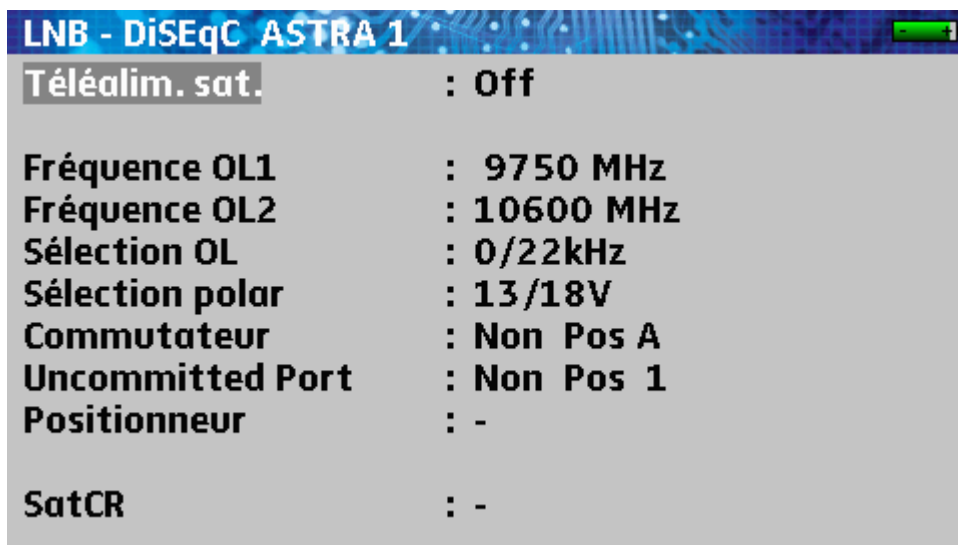 LNB - DiSEqC ASTRA 1
Téléalim. sat. : Off
Fréquence OL1 : 9750 MHz
Fréquence OL2 : 10600 MHz
Sélection OL : 0/22kHz
Sélection polar : 13/18V
Commutateur : Non Pos A
Uncommitted Port : Non Pos 1
Positionneur : -
SatCR : -